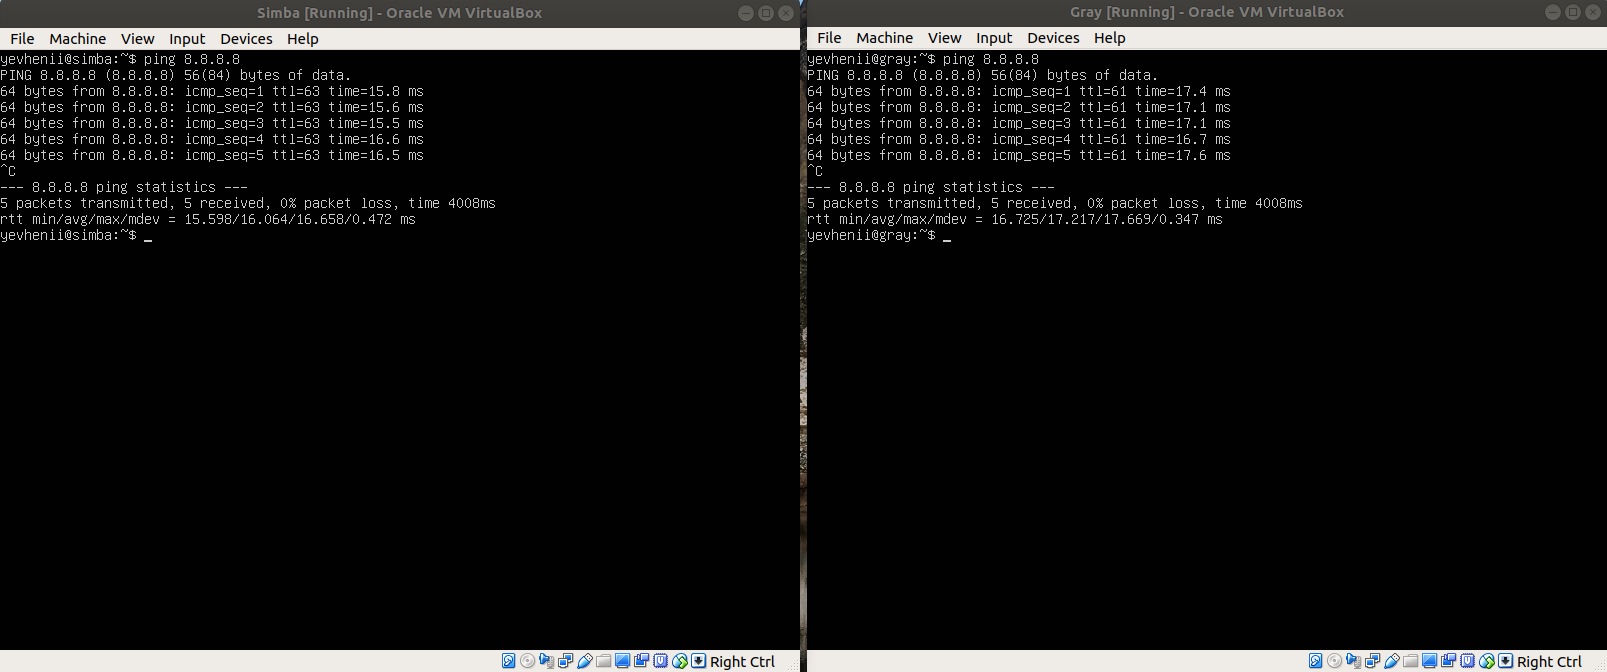 Simba [Running] - Oracle VM VirtualBox
File Machine View Input Devices Help
yevhenii@simba:~$ ping 8.8.8.8
PING 8.8.8.8 (8.8.8.8) 56(84) bytes of data.
64 bytes from 8.8.8.8: icmp_seq=1 ttl=63 time=15.8 ms
64 bytes from 8.8.8.8: icmp_seq=2 ttl=63 time=15.6 ms
64 bytes from 8.8.8.8: icmp_seq=3 ttl=63 time=15.5 ms
64 bytes from 8.8.8.8: icmp_seq=4 ttl=63 time=16.6 ms
64 bytes from 8.8.8.8: icmp_seq=5 ttl=63 time=16.5 ms
^C
--- 8.8.8.8 ping statistics ---
5 packets transmitted, 5 received, 0% packet loss, time 4008ms
rtt min/avg/max/mdev = 15.598/16.064/16.658/0.472 ms
yevhenii@simba:~$ _
Right Ctrl
Gray [Running] - Oracle VM VirtualBox
File Machine View Input Devices Help
yevhenii@gray:~$ ping 8.8.8.8
PING 8.8.8.8 (8.8.8.8) 56(84) bytes of data.
64 bytes from 8.8.8.8: icmp_seq=1 ttl=61 time=17.4 ms
64 bytes from 8.8.8.8: icmp_seq=2 ttl=61 time=17.1 ms
64 bytes from 8.8.8.8: icmp_seq=3 ttl=61 time=17.1 ms
64 bytes from 8.8.8.8: icmp_seq=4 ttl=61 time=16.7 ms
64 bytes from 8.8.8.8: icmp_seq=5 ttl=61 time=17.6 ms
^C
--- 8.8.8.8 ping statistics ---
5 packets transmitted, 5 received, 0% packet loss, time 4008ms
rtt min/avg/max/mdev = 16.725/17.217/17.669/0.347 ms
yevhenii@gray:~$ _
Right Ctrl